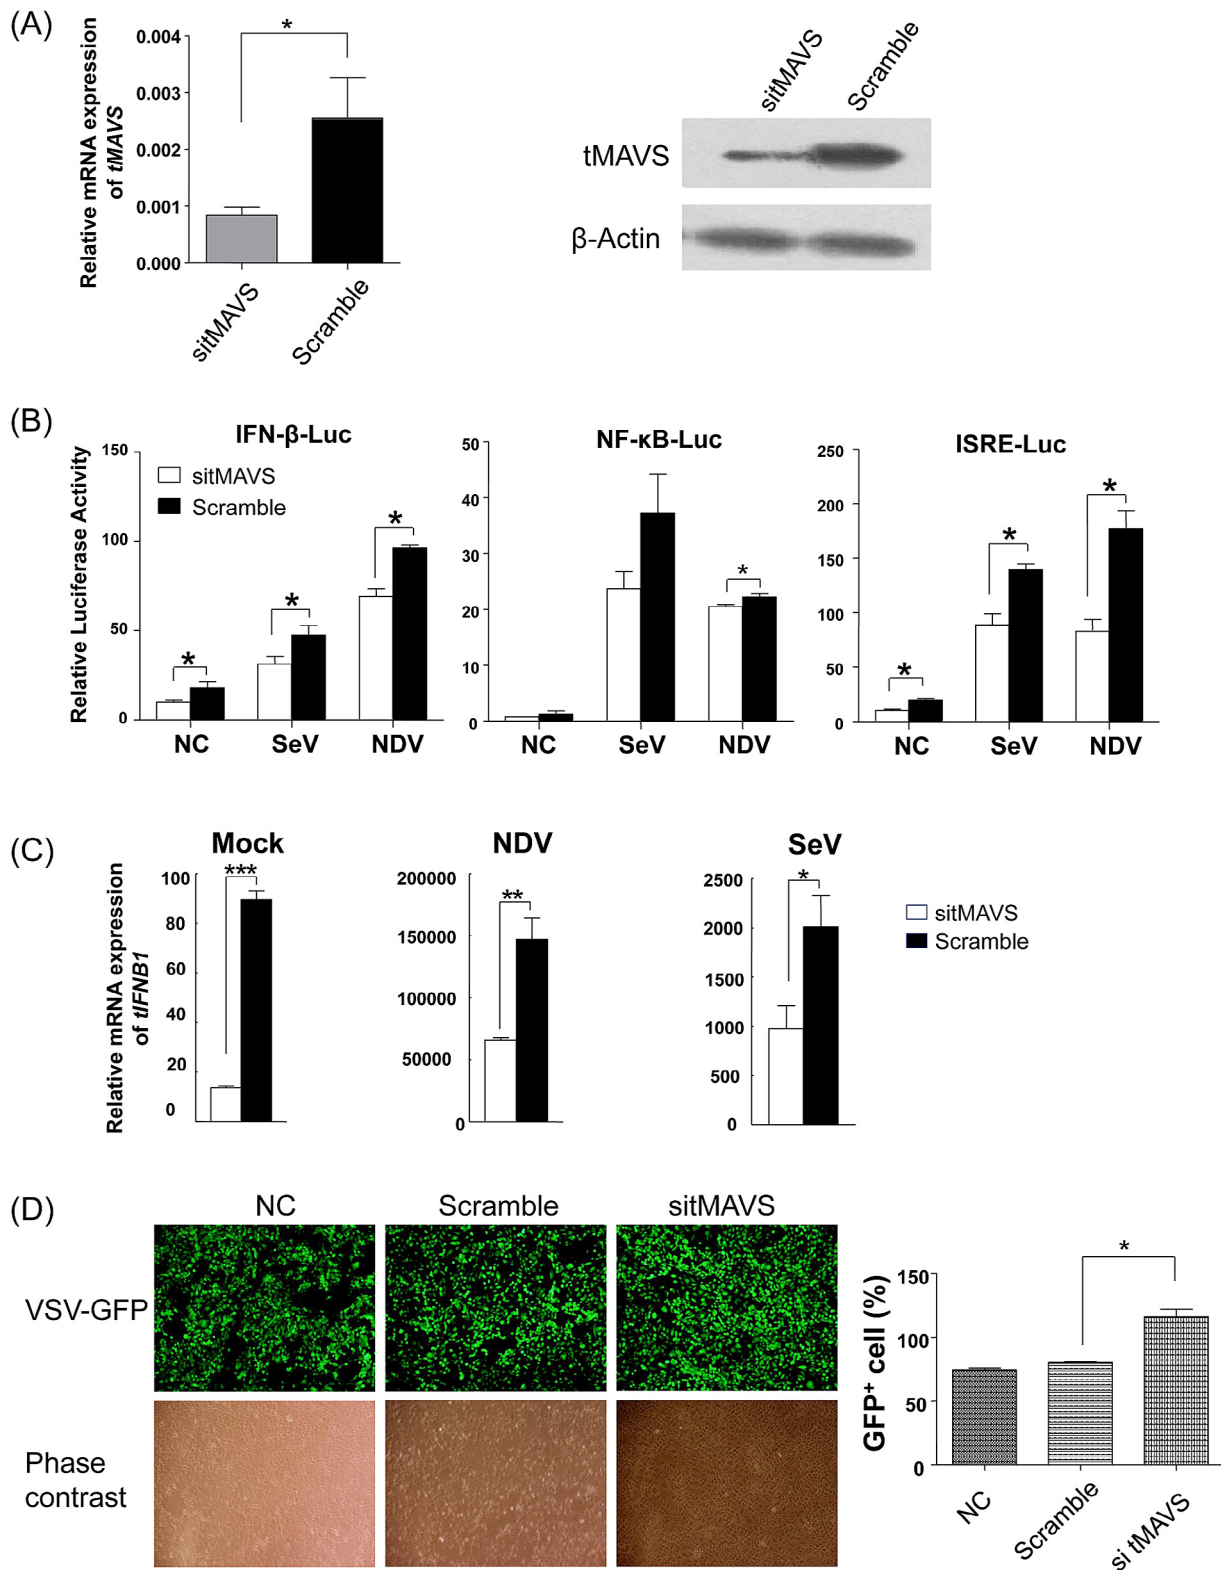 (A)
Relative mRNA expression
of tMAVS
0.004
0.003
0.002
0.001
0.000
*
sitMAVS
Scramble
sitMAVS
Scramble
tMAVS
β-Actin
(B)
Relative Luciferase Activity
IFN-β-Luc
150
100
50
0
sitMAVS
Scramble
*
*
*
NC
SeV
NDV
NF-κB-Luc
50
40
30
20
10
0
*
NC
SeV
NDV
ISRE-Luc
250
200
150
100
50
0
*
*
*
NC
SeV
NDV
(C)
Relative mRNA expression
of tIFNB1
Mock
100
80
60
40
20
0
***
NDV
200000
150000
100000
50000
0
**
SeV
2500
2000
1500
1000
500
0
*
sitMAVS
Scramble
(D)
NC
Scramble
sitMAVS
VSV-GFP
Phase
contrast
GFP⁺ cell (%)
150
100
50
0
*
NC
Scramble
si tMAVS